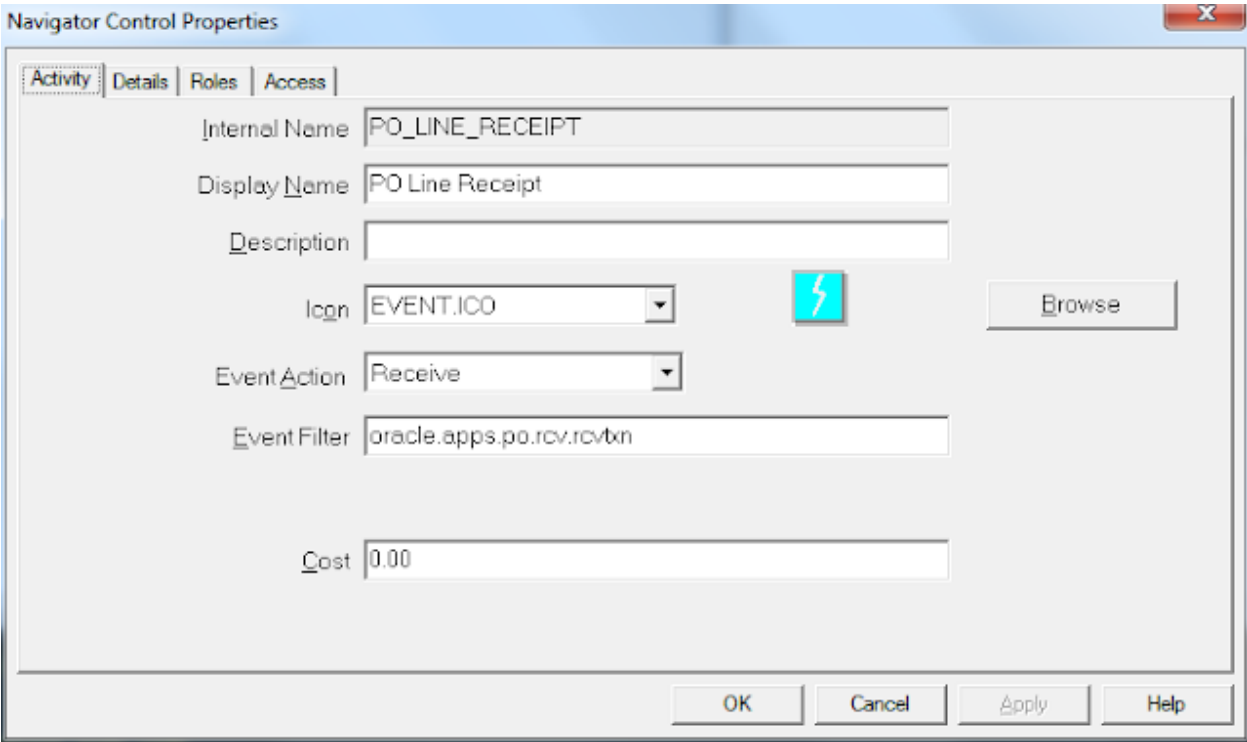 Navigator Control Properties
x
Activity Details Roles Access
Internal Name PO_LINE_RECEIPT
Display Name PO Line Receipt
Description
Icon EVENT.ICO Browse
Event Action Receive
Event Filter oracle.apps.po.rcv.rcvtxn
Cost 0.00
OK Cancel Apply Help